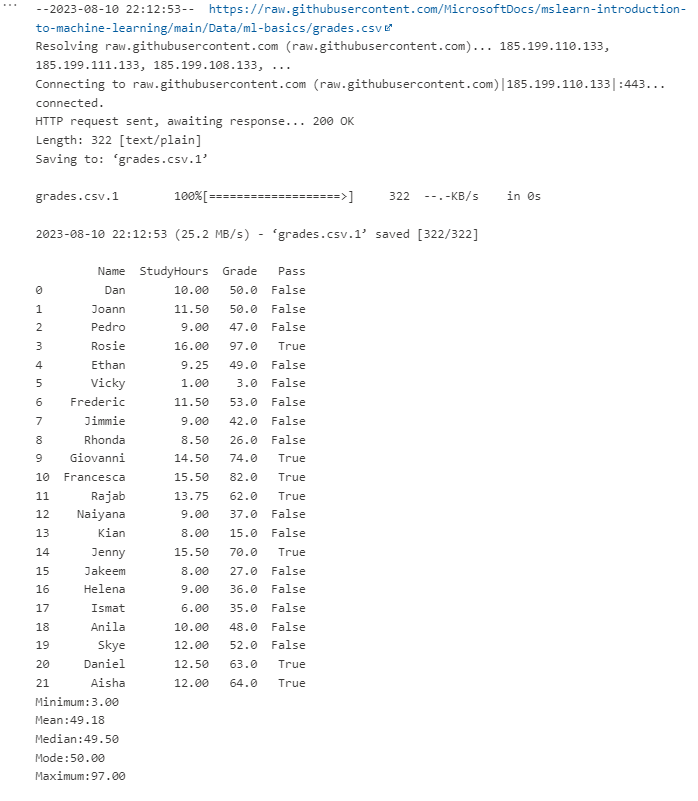 ...
--2023-08-10 22:12:53-- https://raw.githubusercontent.com/MicrosoftDocs/mslearn-introduction-
to-machine-learning/main/Data/ml-basics/grades.csv
Resolving raw.githubusercontent.com (raw.githubusercontent.com)... 185.199.110.133,
185.199.111.133, 185.199.108.133, ...
Connecting to raw.githubusercontent.com (raw.githubusercontent.com)|185.199.110.133|:443...
connected.
HTTP request sent, awaiting response... 200 OK
Length: 322 [text/plain]
Saving to: ‘grades.csv.1’
grades.csv.1        100%[===================>]     322  --.-KB/s    in 0s
2023-08-10 22:12:53 (25.2 MB/s) - ‘grades.csv.1’ saved [322/322]
         Name  StudyHours  Grade   Pass
0         Dan       10.00   50.0  False
1       Joann       11.50   50.0  False
2       Pedro        9.00   47.0  False
3       Rosie       16.00   97.0   True
4       Ethan        9.25   49.0  False
5       Vicky        1.00    3.0  False
6    Frederic       11.50   53.0  False
7      Jimmie        9.00   42.0  False
8      Rhonda        8.50   26.0  False
9    Giovanni       14.50   74.0   True
10  Francesca       15.50   82.0   True
11      Rajab       13.75   62.0   True
12    Naiyana        9.00   37.0  False
13       Kian        8.00   15.0  False
14      Jenny       15.50   70.0   True
15     Jakeem        8.00   27.0  False
16     Helena        9.00   36.0  False
17      Ismat        6.00   35.0  False
18      Anila       10.00   48.0  False
19       Skye       12.00   52.0  False
20     Daniel       12.50   63.0   True
21      Aisha       12.00   64.0   True
Minimum:3.00
Mean:49.18
Median:49.50
Mode:50.00
Maximum:97.00